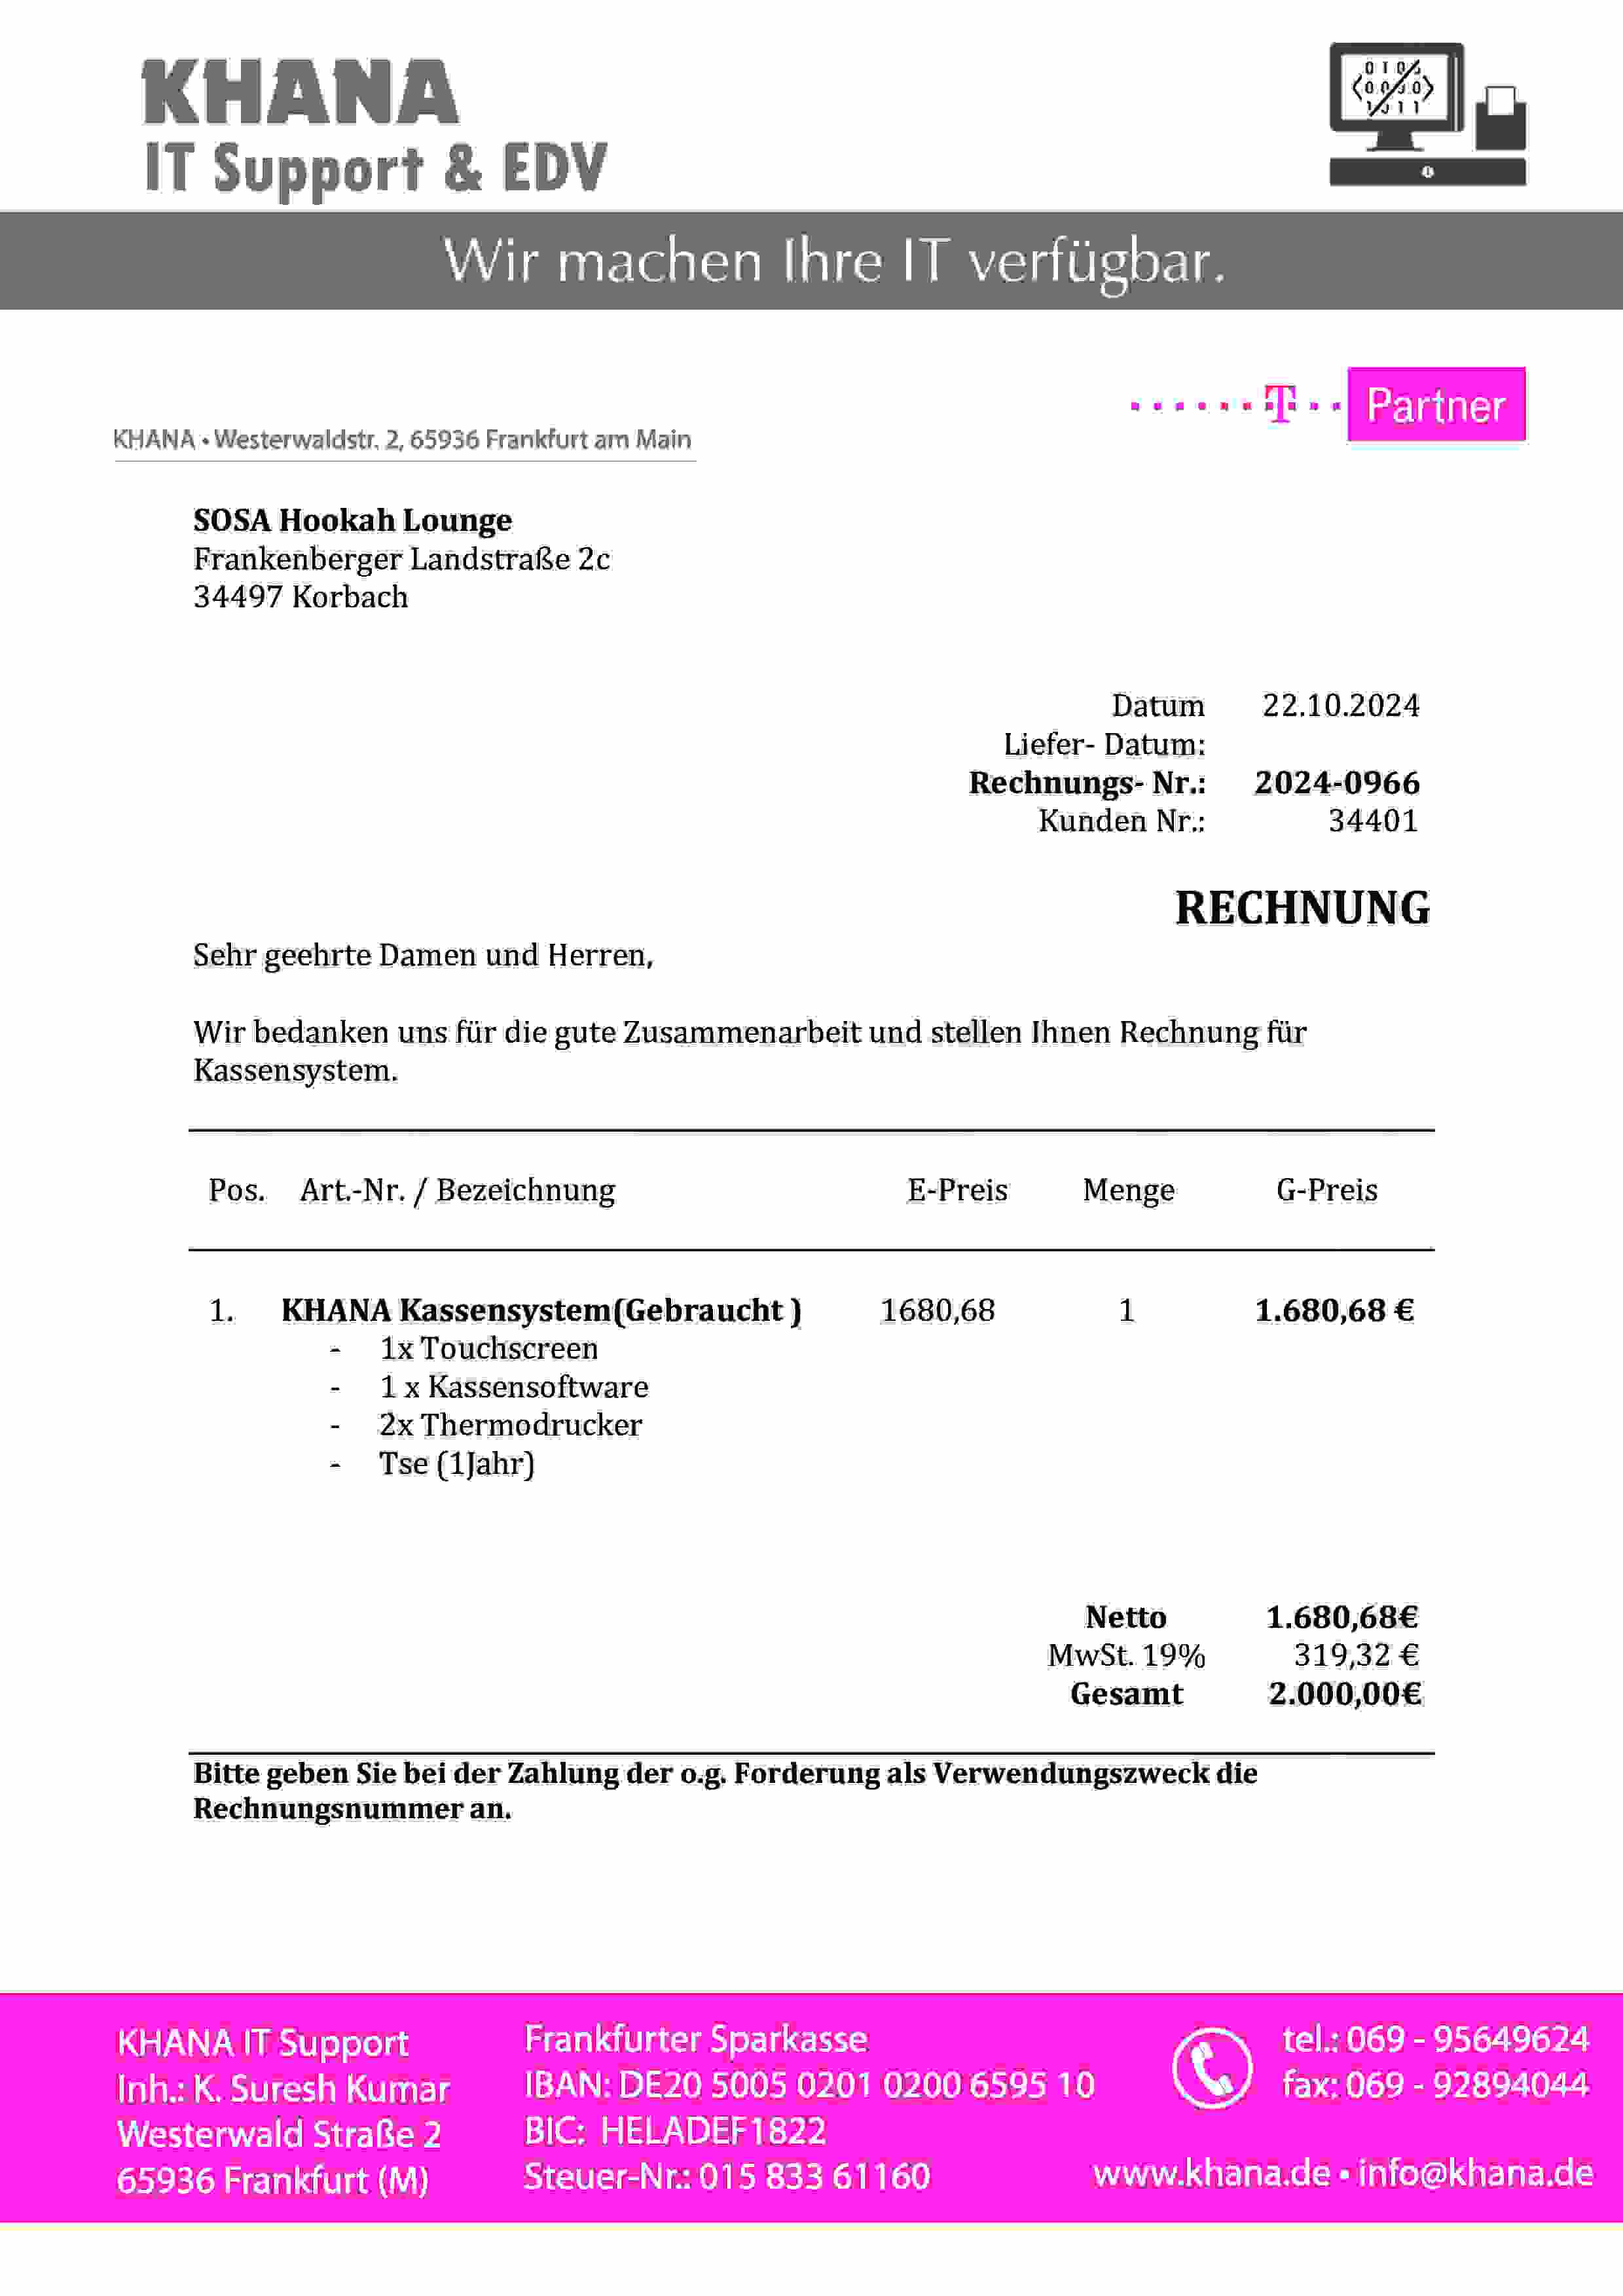 KHANA
IT Support & EDV
Wir machen Ihre IT verfügbar.
T Partner
KHANA • Westerwaldstr. 2, 65936 Frankfurt am Main
SOSA Hookah Lounge
Frankenberger Landstraße 2c
34497 Korbach
Datum 22.10.2024
Liefer- Datum:
Rechnungs- Nr.: 2024-0966
Kunden Nr.: 34401
RECHNUNG
Sehr geehrte Damen und Herren,
Wir bedanken uns für die gute Zusammenarbeit und stellen Ihnen Rechnung für
Kassensystem.
Pos. Art.-Nr. / Bezeichnung E-Preis Menge G-Preis
1. KHANA Kassensystem(Gebraucht ) 1680,68 1 1.680,68 €
- 1x Touchscreen
- 1 x Kassensoftware
- 2x Thermodrucker
- Tse (1Jahr)
Netto 1.680,68€
MwSt. 19% 319,32 €
Gesamt 2.000,00€
Bitte geben Sie bei der Zahlung der o.g. Forderung als Verwendungszweck die
Rechnungsnummer an.
KHANA IT Support
Inh.: K. Suresh Kumar
Westerwald Straße 2
65936 Frankfurt (M)
Frankfurter Sparkasse
IBAN: DE20 5005 0201 0200 6595 10
BIC: HELADEF1822
Steuer-Nr.: 015 833 61160
tel.: 069 - 95649624
fax: 069 - 92894044
www.khana.de • info@khana.de